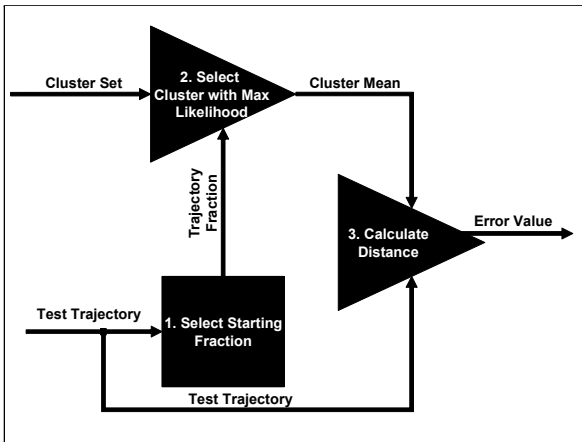 Cluster Set
2. Select
Cluster with Max
Likelihood
Cluster Mean
Trajectory
Fraction
3. Calculate
Distance
Error Value
Test Trajectory
1. Select Starting
Fraction
Test Trajectory